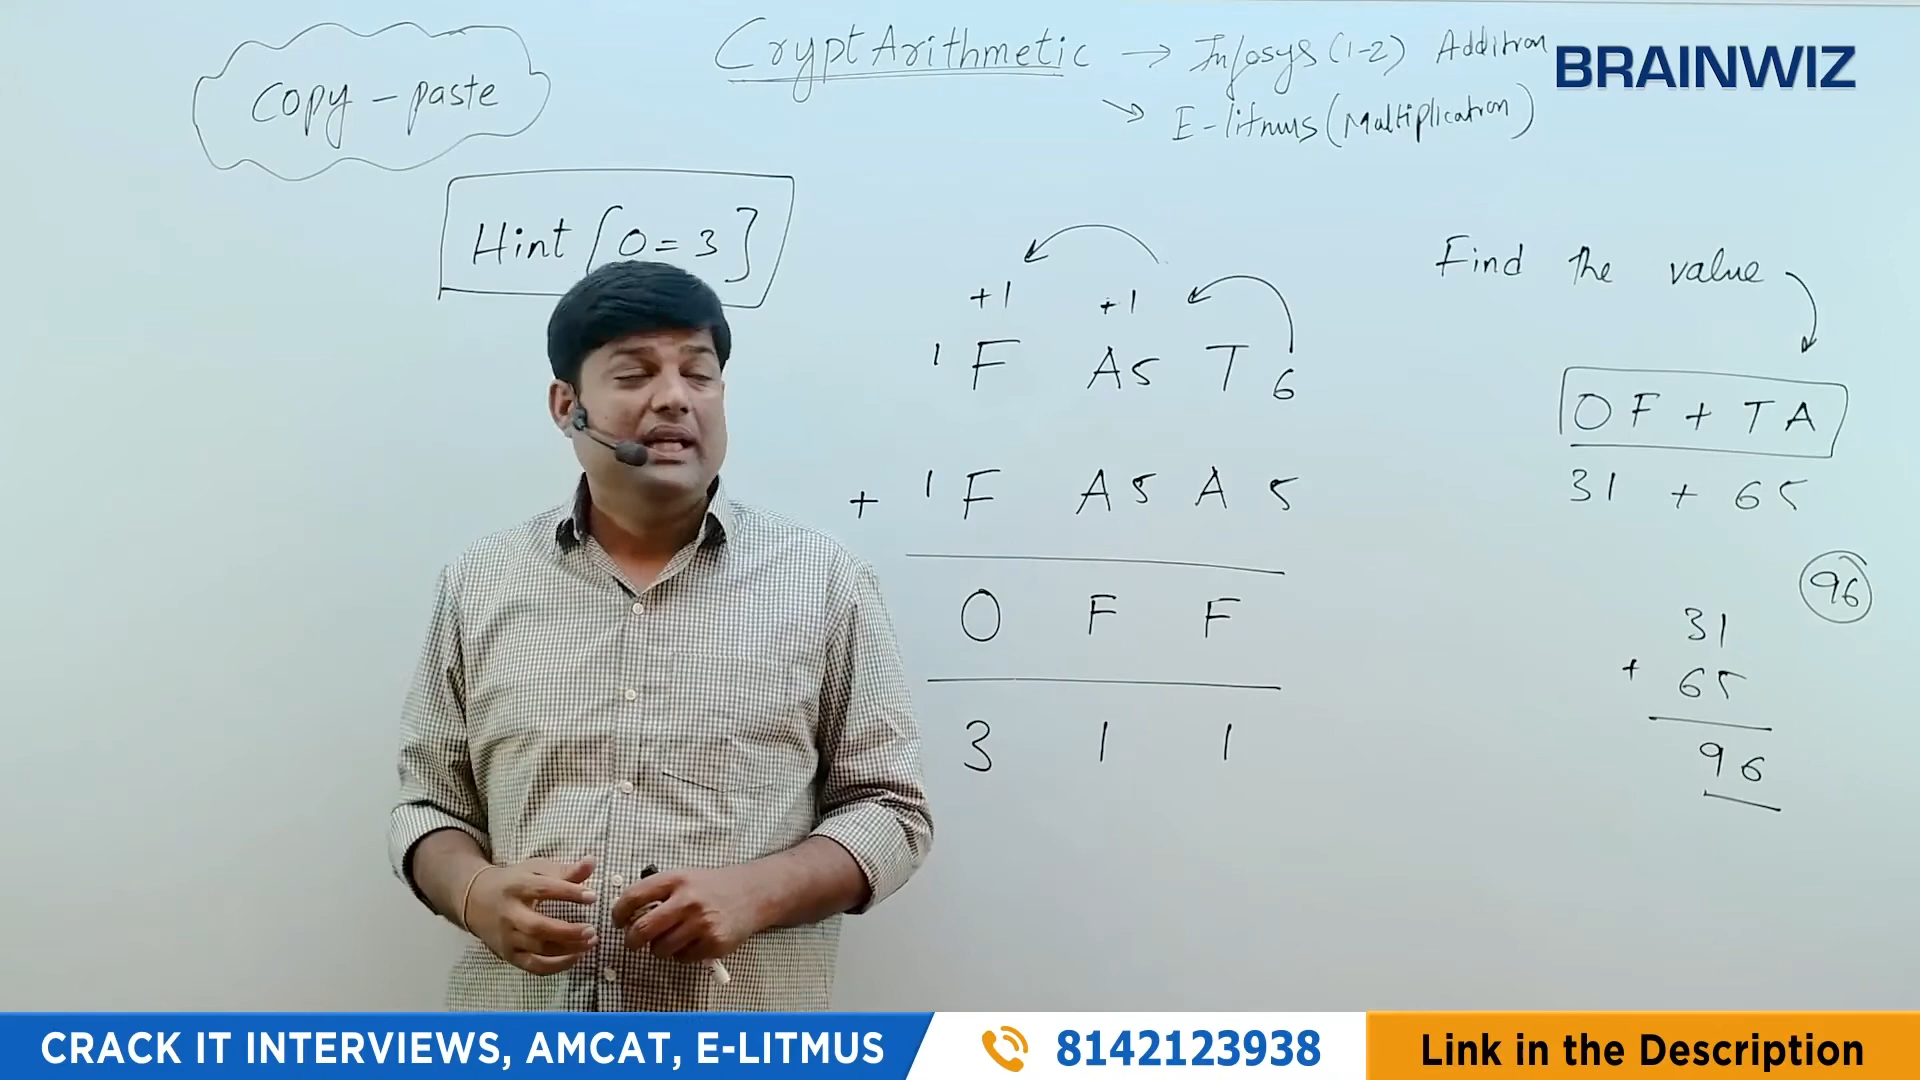 Copy - paste
CryptArithmetic → Infosys (1-2) Addition
→ E-litmus (Multiplication)
BRAINWIZ
Hint [O = 3]
+1 +1
1 F A 5 T 6
+ 1 F A 5 A 5
O F F
3 1 1
Find the value
OF + TA
31 + 65
96
31
+ 65
96
CRACK IT INTERVIEWS, AMCAT, E-LITMUS
8142123938
Link in the Description